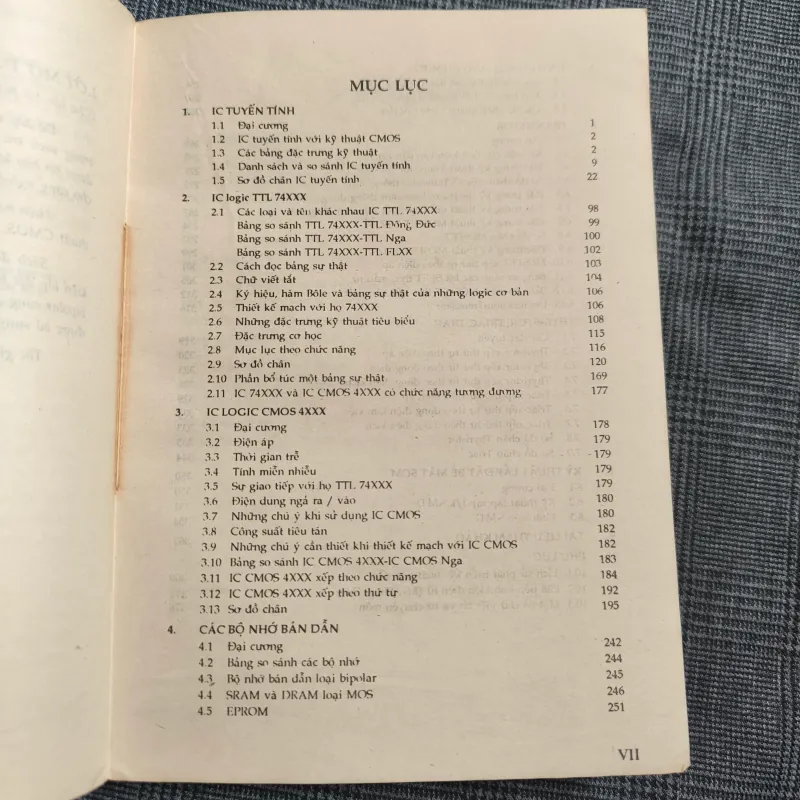 MỤC LỤC
1. IC TUYẾN TÍNH
1.1 Đại cương 1
1.2 IC tuyến tính với kỹ thuật CMOS 2
1.3 Các bảng đặc trưng kỹ thuật 2
1.4 Danh sách và so sánh IC tuyến tính 9
1.5 Sơ đồ chân IC tuyến tính 22
2. IC logic TTL 74XXX
2.1 Các loại và tên khác nhau IC TTL 74XXX 98
Bảng so sánh TTL 74XXX-TTL Đông Đức 99
Bảng so sánh TTL 74XXX-TTL Nga 100
Bảng so sánh TTL 74XXX-TTL FLXX 102
2.2 Cách đọc bảng sự thật 103
2.3 Chữ viết tắt 104
2.4 Ký hiệu, hàm Bôle và bảng sự thật của những logic cơ bản 106
2.5 Thiết kế mạch với họ 74XXX 106
2.6 Những đặc trưng kỹ thuật tiêu biểu 108
2.7 Đặc trưng cơ học 115
2.8 Mục lục theo chức năng 116
2.9 Sơ đồ chân 120
2.10 Phần bổ túc một bảng sự thật 169
2.11 IC 74XXX và IC CMOS 4XXX có chức năng tương đương 177
3. IC LOGIC CMOS 4XXX
3.1 Đại cương 178
3.2 Điện áp 179
3.3 Thời gian trễ 179
3.4 Tính miễn nhiễu 179
3.5 Sự giao tiếp với họ TTL 74XXX 179
3.6 Điện dung ngả ra / vào 180
3.7 Những chú ý khi sử dụng IC CMOS 180
3.8 Công suất tiêu tán 182
3.9 Những chú ý cần thiết khi thiết kế mạch với IC CMOS 182
3.10 Bảng so sánh IC CMOS 4XXX-IC CMOS Nga 183
3.11 IC CMOS 4XXX xếp theo chức năng 184
3.12 IC CMOS 4XXX xếp theo thứ tự 192
3.13 Sơ đồ chân 195
4. CÁC BỘ NHỚ BÁN DẪN
4.1 Đại cương 242
4.2 Bảng so sánh các bộ nhớ 244
4.3 Bộ nhớ bán dẫn loại bipolar 245
4.4 SRAM và DRAM loại MOS 246
4.5 EPROM 251
VII